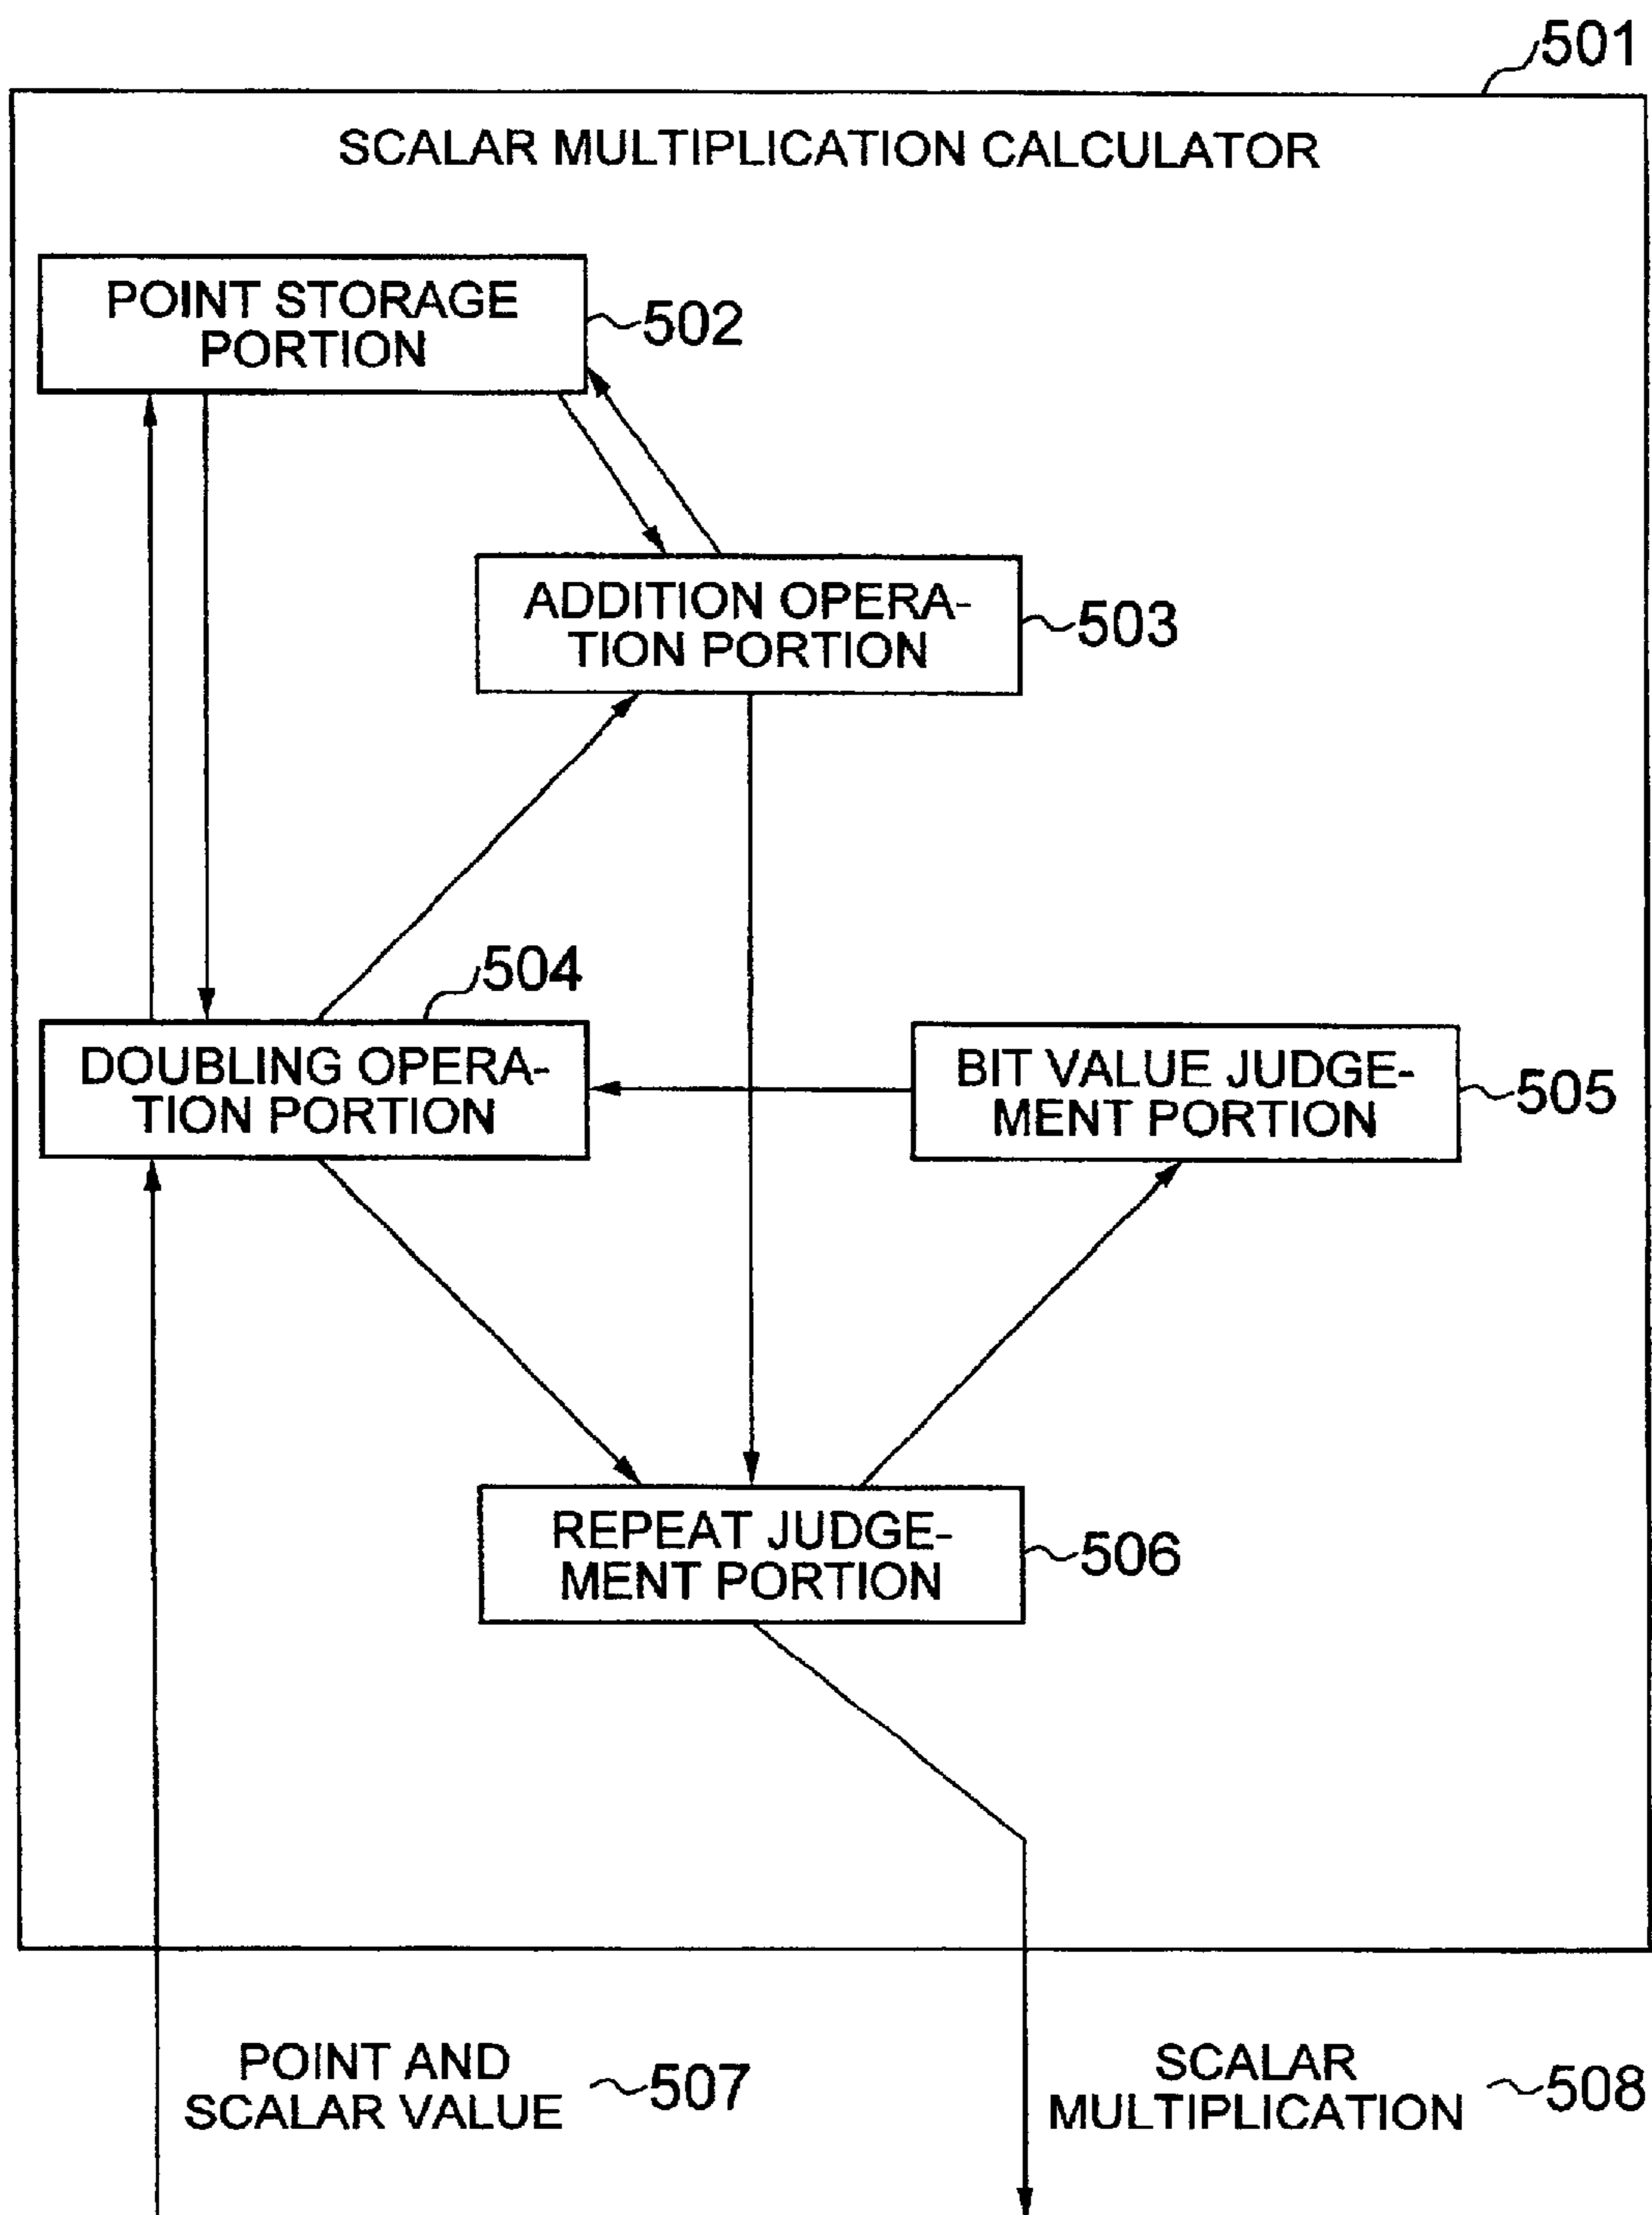 501
SCALAR MULTIPLICATION CALCULATOR
POINT STORAGE
PORTION
502
ADDITION OPERA-
TION PORTION
503
504
DOUBLING OPERA-
TION PORTION
BIT VALUE JUDGE-
MENT PORTION
505
REPEAT JUDGE-
MENT PORTION
506
POINT AND
SCALAR VALUE
507
SCALAR
MULTIPLICATION
508